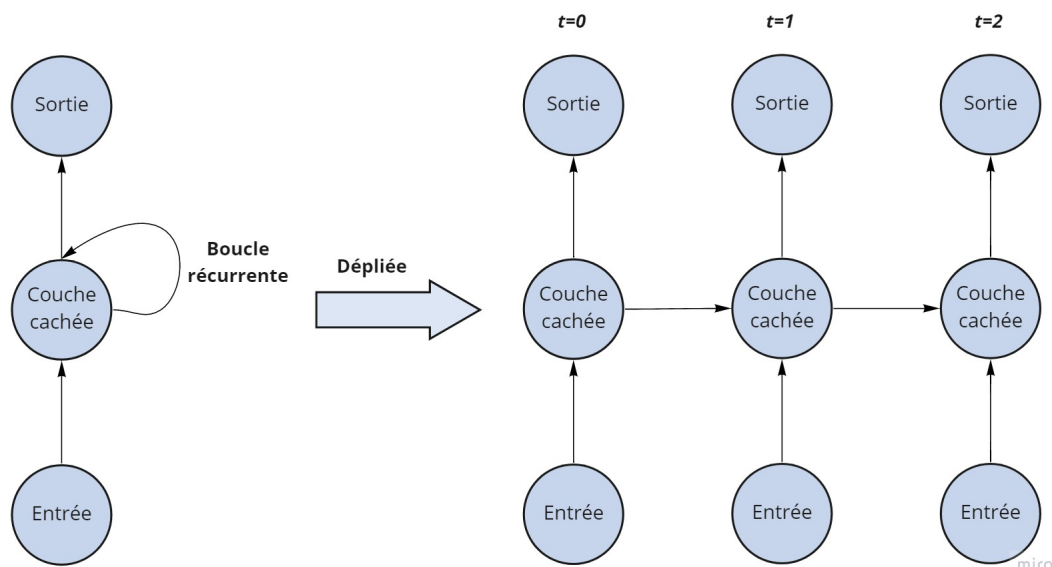 t=0
t=1
t=2
Sortie
Sortie
Sortie
Sortie
Boucle
récurrente
Dépliée
Couche
cachée
Couche
cachée
Couche
cachée
Couche
cachée
Entrée
Entrée
Entrée
Entrée
miro